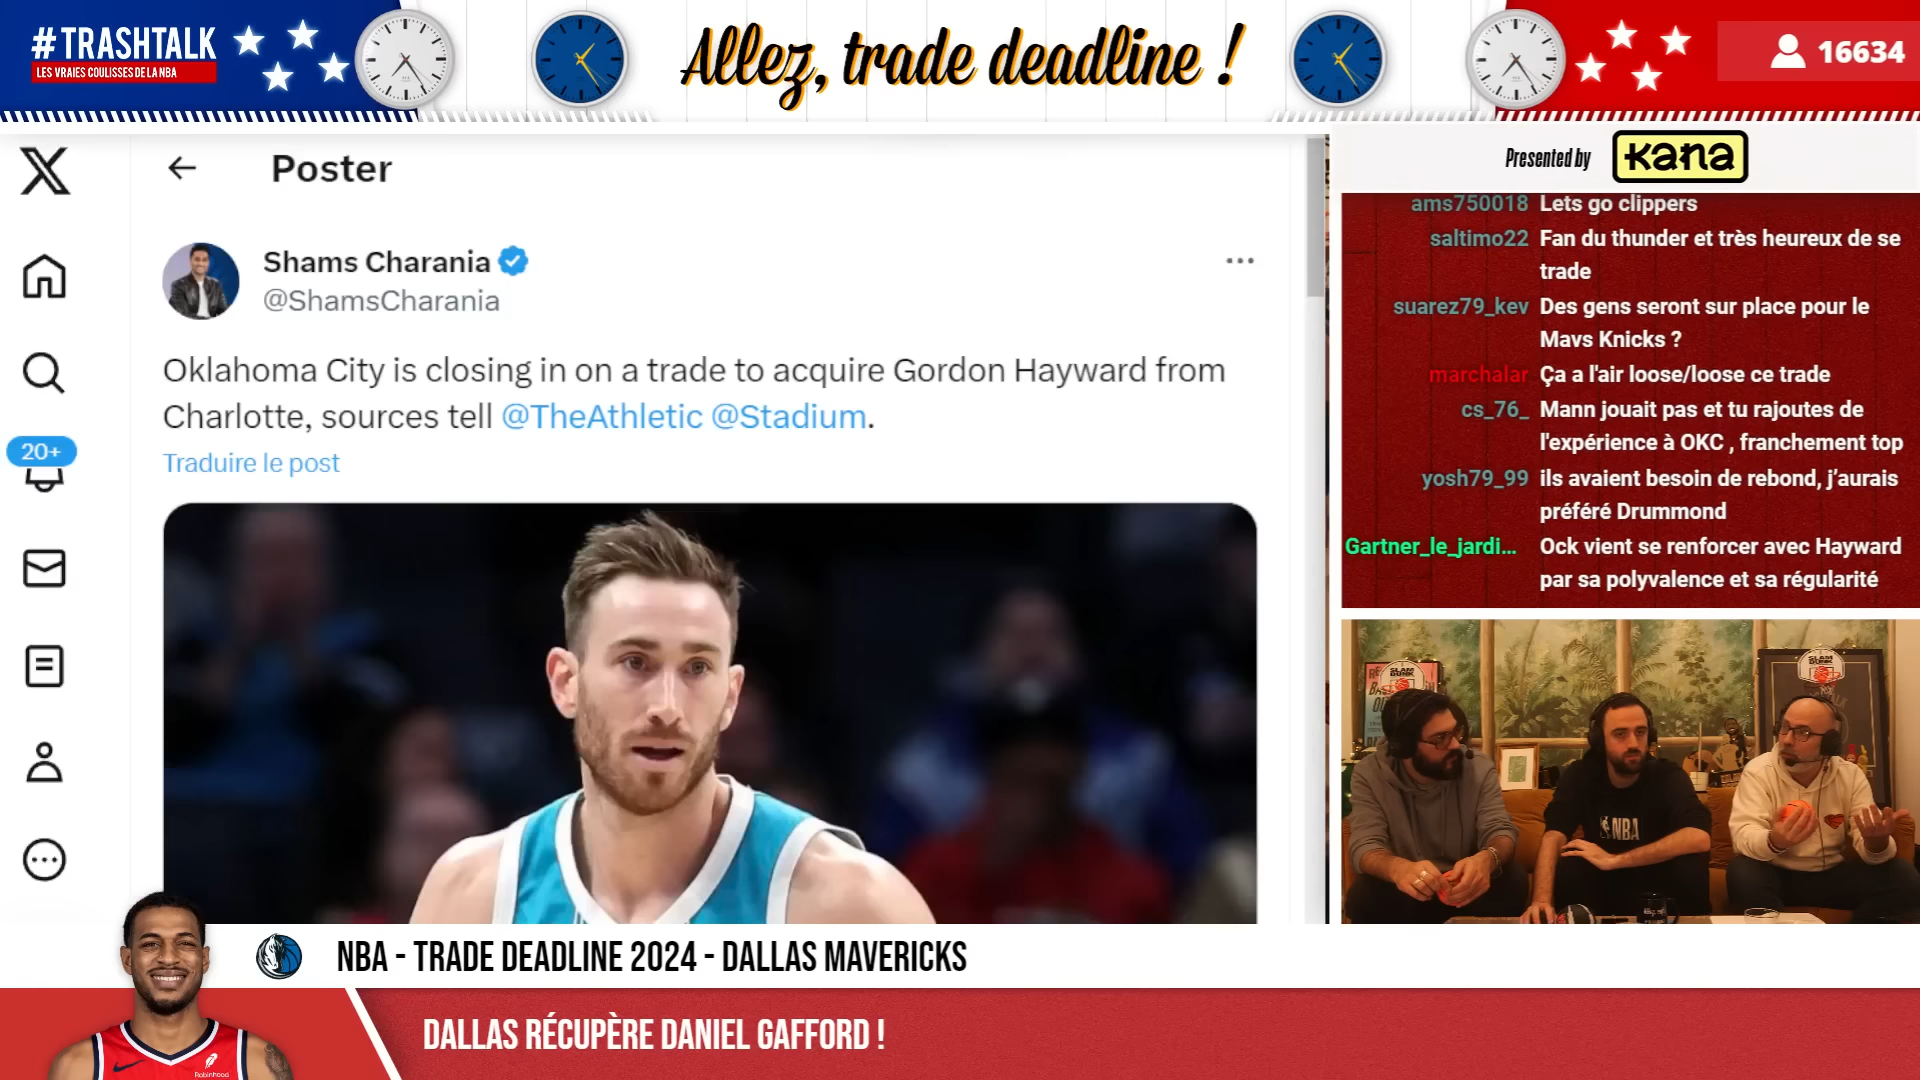 #TRASHTALK
LES VRAIES COULISSES DE LA NBA
Allez, trade deadline !
16634
Poster
Shams Charania
@ShamsCharania
Oklahoma City is closing in on a trade to acquire Gordon Hayward from
Charlotte, sources tell @TheAthletic @Stadium.
Traduire le post
20+
Presented by kana
ams750018 Lets go clippers
saltimo22 Fan du thunder et très heureux de se
trade
suarez79_kev Des gens seront sur place pour le
Mavs Knicks ?
marchalar Ça a l'air loose/loose ce trade
cs_76_ Mann jouait pas et tu rajoutes de
l'expérience à OKC , franchement top
yosh79_99 ils avaient besoin de rebond, j'aurais
préféré Drummond
Gartner_le_jardi... Ock vient se renforcer avec Hayward
par sa polyvalence et sa régularité
SLAM
DUNK
SLAM
DUNK
NBA
NBA - TRADE DEADLINE 2024 - DALLAS MAVERICKS
DALLAS RÉCUPÈRE DANIEL GAFFORD !
Robinhood